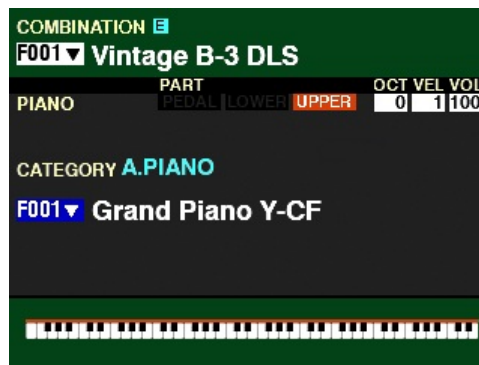 COMBINATION E
F001▼ Vintage B-3 DLS
PART OCT VEL VOL
PIANO PEDAL LOWER UPPER 0 1 100
CATEGORY A.PIANO
F001▼ Grand Piano Y-CF